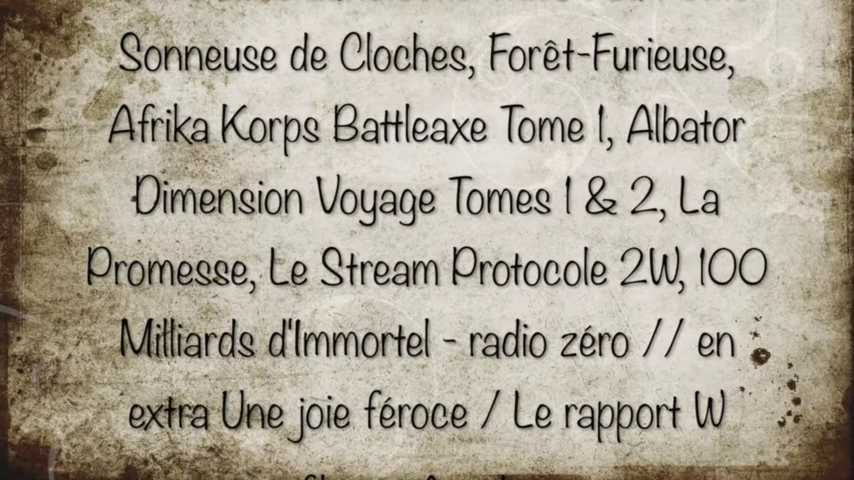 Sonneuse de Cloches, Forêt-Furieuse,
Afrika Korps Battleaxe Tome 1, Albator
Dimension Voyage Tomes 1 & 2, La
Promesse, Le Stream Protocole 2W, 100
Milliards d'Immortel - radio zéro // en
extra Une joie féroce / Le rapport W